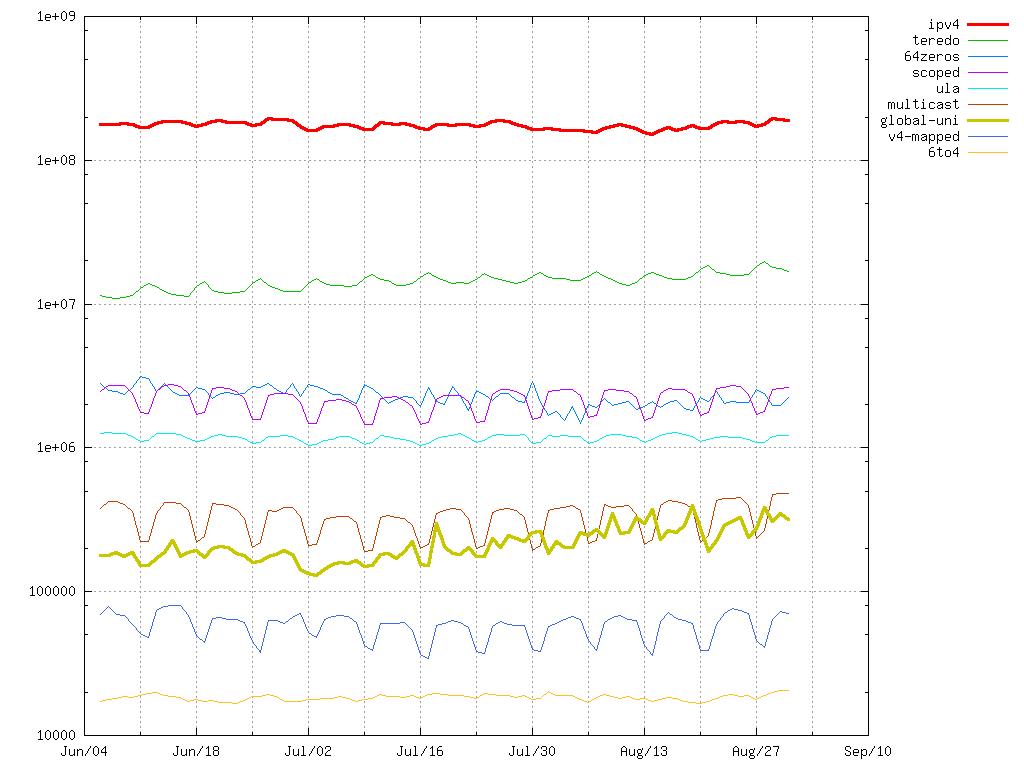 1e+09
1e+08
1e+07
1e+06
100000
10000
Jun/04 Jun/18 Jul/02 Jul/16 Jul/30 Aug/13 Aug/27 Sep/10
ipv4
teredo
64zeros
scoped
ula
multicast
global-uni
v4-mapped
6to4